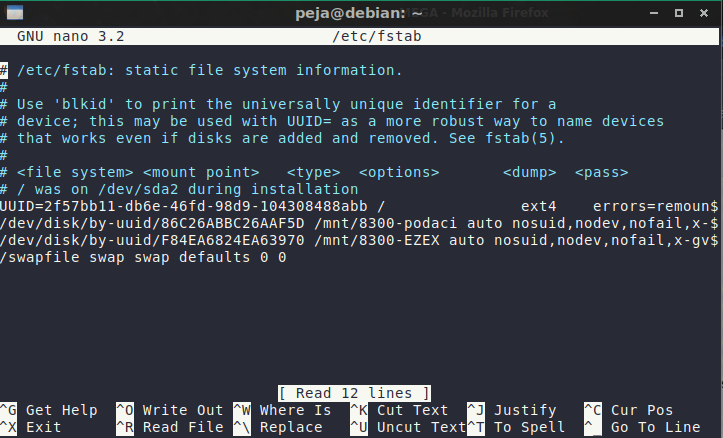 peja@debian: ~
GNU nano 3.2 /etc/fstab
# /etc/fstab: static file system information.
#
# Use 'blkid' to print the universally unique identifier for a
# device; this may be used with UUID= as a more robust way to name devices
# that works even if disks are added and removed. See fstab(5).
#
# <file system> <mount point>   <type>  <options>       <dump>  <pass>
# / was on /dev/sda2 during installation
UUID=2f57bb11-db6e-46fd-98d9-104308488abb /               ext4    errors=remoun$
/dev/disk/by-uuid/86C26ABBC26AAF5D /mnt/8300-podaci auto nosuid,nodev,nofail,x-$
/dev/disk/by-uuid/F84EA6824EA63970 /mnt/8300-EZEX auto nosuid,nodev,nofail,x-gv$
/swapfile swap swap defaults 0 0
[ Read 12 lines ]
^G Get Help ^O Write Out ^W Where Is ^K Cut Text ^J Justify ^C Cur Pos
^X Exit ^R Read File ^\ Replace ^U Uncut Text ^T To Spell ^_ Go To Line